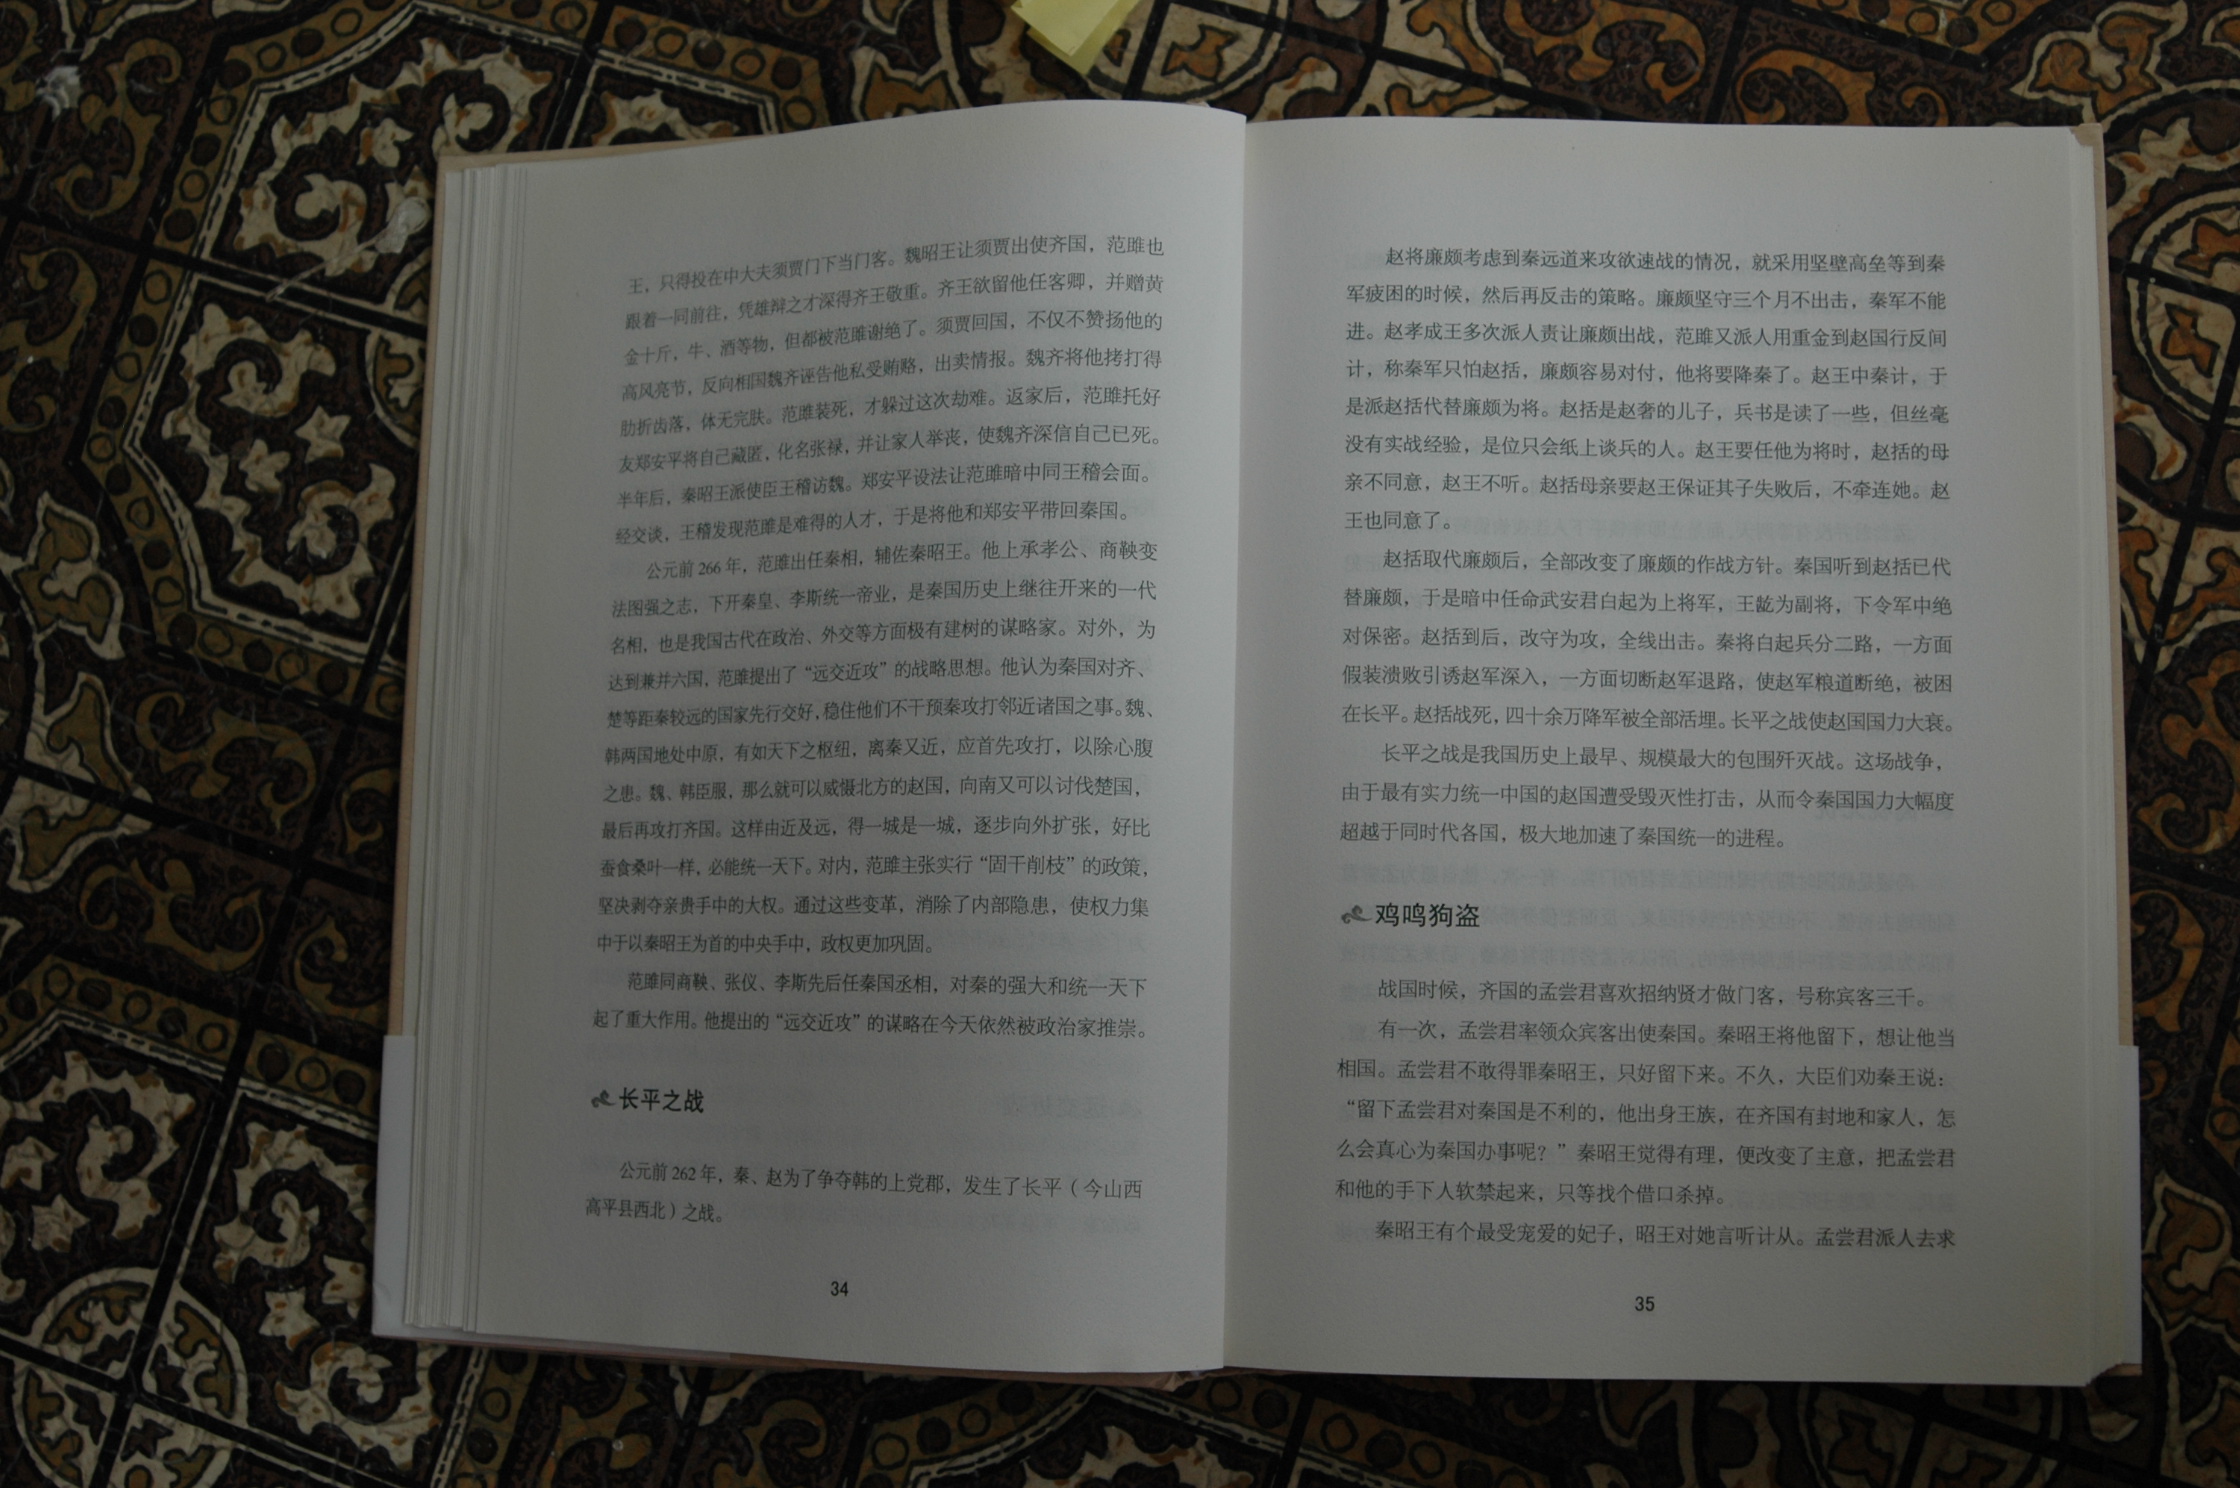 王，只得投在中大夫须贾门下当门客。魏昭王让须贾出使齐国，范雎也
跟着一同前往，凭雄辩之才深得齐王敬重。齐王欲留他任客卿，并赠黄
金十斤，牛、酒等物，但都被范雎谢绝了。须贾回国，不仅不赞扬他的
高风亮节，反向相国魏齐诬告他私受贿赂，出卖情报。魏齐将他拷打得
肋折齿落，体无完肤。范雎装死，才躲过这次劫难。返家后，范雎托好
友郑安平将自己藏匿，化名张禄，并让家人举丧，使魏齐深信自己已死。
半年后，秦昭王派使臣王稽访魏。郑安平设法让范雎暗中同王稽会面。
经交谈，王稽发现范雎是难得的人才，于是将他和郑安平带回秦国。
公元前 266 年，范雎出任秦相，辅佐秦昭王。他上承孝公、商鞅变
法图强之志，下开秦皇、李斯统一帝业，是秦国历史上继往开来的一代
名相，也是我国古代在政治、外交等方面极有建树的谋略家。对外，为
达到兼并六国，范雎提出了“远交近攻”的战略思想。他认为秦国对齐、
楚等距秦较远的国家先行交好，稳住他们不干预秦攻打邻近诸国之事。魏、
韩两国地处中原，有如天下之枢纽，离秦又近，应首先攻打，以除心腹
之患。魏、韩臣服，那么就可以威慑北方的赵国，向南又可以讨伐楚国，
最后再攻打齐国。这样由近及远，得一城是一城，逐步向外扩张，好比
蚕食桑叶一样，必能统一天下。对内，范雎主张实行“固干削枝”的政策，
坚决剥夺亲贵手中的大权。通过这些变革，消除了内部隐患，使权力集
中于以秦昭王为首的中央手中，政权更加巩固。
范雎同商鞅、张仪、李斯先后任秦国丞相，对秦的强大和统一天下
起了重大作用。他提出的“远交近攻”的谋略在今天依然被政治家推崇。
长平之战
公元前 262 年，秦、赵为了争夺韩的上党郡，发生了长平（今山西
高平县西北）之战。
34
赵将廉颇考虑到秦远道来攻欲速战的情况，就采用坚壁高垒等到秦
军疲困的时候，然后再反击的策略。廉颇坚守三个月不出击，秦军不能
进。赵孝成王多次派人责让廉颇出战，范雎又派人用重金到赵国行反间
计，称秦军只怕赵括，廉颇容易对付，他将要降秦了。赵王中秦计，于
是派赵括代替廉颇为将。赵括是赵奢的儿子，兵书是读了一些，但丝毫
没有实战经验，是位只会纸上谈兵的人。赵王要任他为将时，赵括的母
亲不同意，赵王不听。赵括母亲要赵王保证其子失败后，不牵连她。赵
王也同意了。
赵括取代廉颇后，全部改变了廉颇的作战方针。秦国听到赵括已代
替廉颇，于是暗中任命武安君白起为上将军，王龁为副将，下令军中绝
对保密。赵括到后，改守为攻，全线出击。秦将白起兵分二路，一方面
假装溃败引诱赵军深入，一方面切断赵军退路，使赵军粮道断绝，被困
在长平。赵括战死，四十余万降军被全部活埋。长平之战使赵国国力大衰。
长平之战是我国历史上最早、规模最大的包围歼灭战。这场战争，
由于最有实力统一中国的赵国遭受毁灭性打击，从而令秦国国力大幅度
超越于同时代各国，极大地加速了秦国统一的进程。
鸡鸣狗盗
战国时候，齐国的孟尝君喜欢招纳贤才做门客，号称宾客三千。
有一次，孟尝君率领众宾客出使秦国。秦昭王将他留下，想让他当
相国。孟尝君不敢得罪秦昭王，只好留下来。不久，大臣们劝秦王说：
“留下孟尝君对秦国是不利的，他出身王族，在齐国有封地和家人，怎
么会真心为秦国办事呢？”秦昭王觉得有理，便改变了主意，把孟尝君
和他的手下人软禁起来，只等找个借口杀掉。
秦昭王有个最受宠爱的妃子，昭王对她言听计从。孟尝君派人去求
35